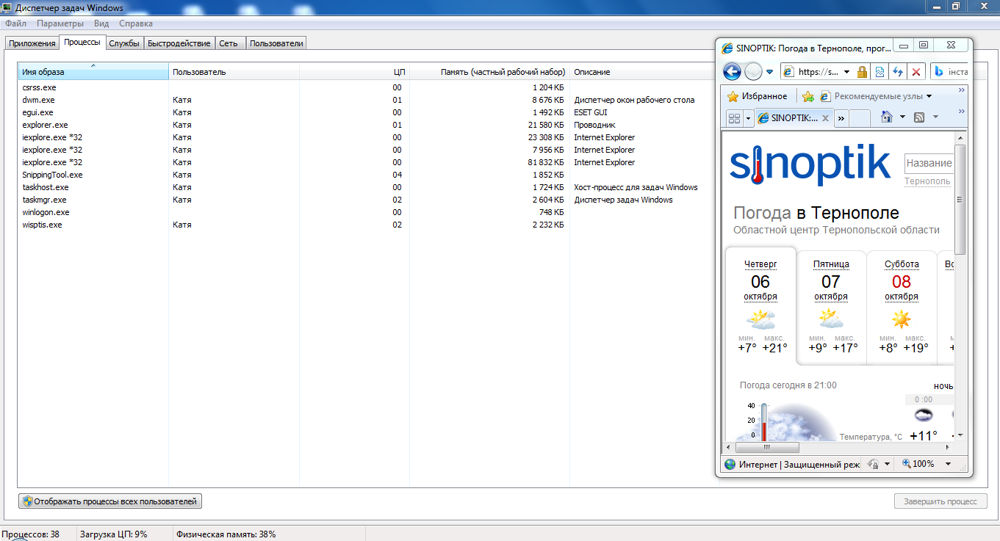 Диспетчер задач Windows
Файл Параметры Вид Справка
Приложения Процессы Службы Быстродействие Сеть Пользователи
Имя образа Пользователь ЦП Память (частный рабочий набор) Описание
csrss.exe 00 1 204 КБ
dwm.exe Катя 01 8 676 КБ Диспетчер окон рабочего стола
egui.exe Катя 00 1 492 КБ ESET GUI
explorer.exe Катя 01 21 580 КБ Проводник
iexplore.exe *32 Катя 00 23 308 КБ Internet Explorer
iexplore.exe *32 Катя 00 7 956 КБ Internet Explorer
iexplore.exe *32 Катя 00 81 832 КБ Internet Explorer
SnippingTool.exe Катя 04 1 852 КБ
taskhost.exe Катя 00 1 724 КБ Хост-процесс для задач Windows
taskmgr.exe Катя 02 2 604 КБ Диспетчер задач Windows
winlogon.exe 00 748 КБ
wisptis.exe Катя 02 2 232 КБ
Отображать процессы всех пользователей
Завершить процесс
Процессов: 38 Загрузка ЦП: 9% Физическая память: 38%
SINOPTIK: Погода в Тернополе, прог...
https://s... інста
Избранное Рекомендуемые узлы
SINOPTIK:...
sinoptik
Название
Тернополь
Погода в Тернополе
Областной центр Тернопольской области
Четверг Пятница Суббота Вс
06 07 08
октября октября октября
мин. макс. мин. макс. мин. макс.
+7° +21° +9° +17° +8° +19° +
Погода сегодня в 21:00
ночь
0 :00
40
20
0
Температура, °C +11°
Интернет | Защищенный реж
100%